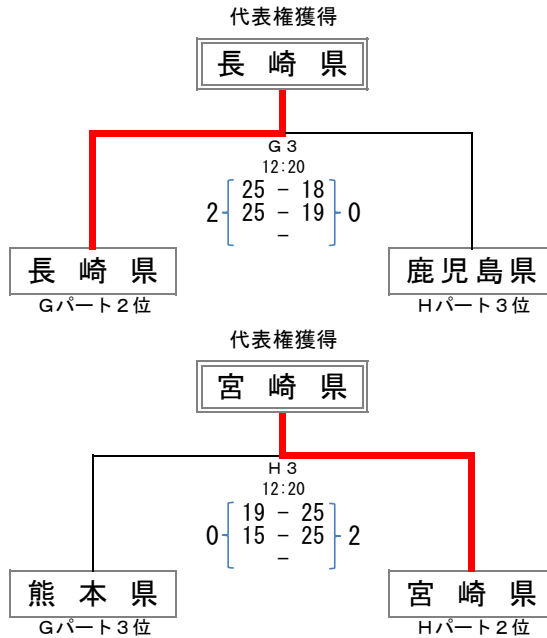 代表権獲得
長崎県
G3
12:20
25 - 18
2 25 - 19 0
-
長崎県 鹿児島県
Gパート2位 Hパート3位
代表権獲得
宮崎県
H3
12:20
19 - 25
0 15 - 25 2
-
熊本県 宮崎県
Gパート3位 Hパート2位